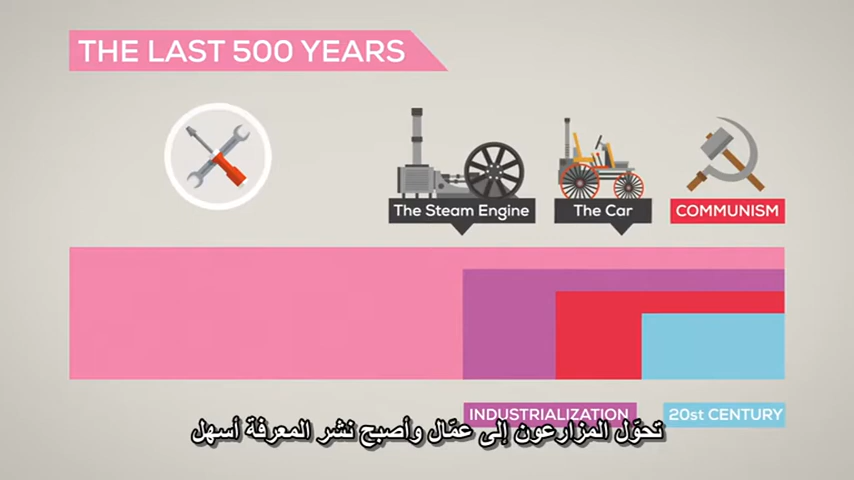 THE LAST 500 YEARS
The Steam Engine
The Car
COMMUNISM
INDUSTRIALIZATION
20st CENTURY
تحوّل المزارعون إلى عمّال وأصبح نشر المعرفة أسهل